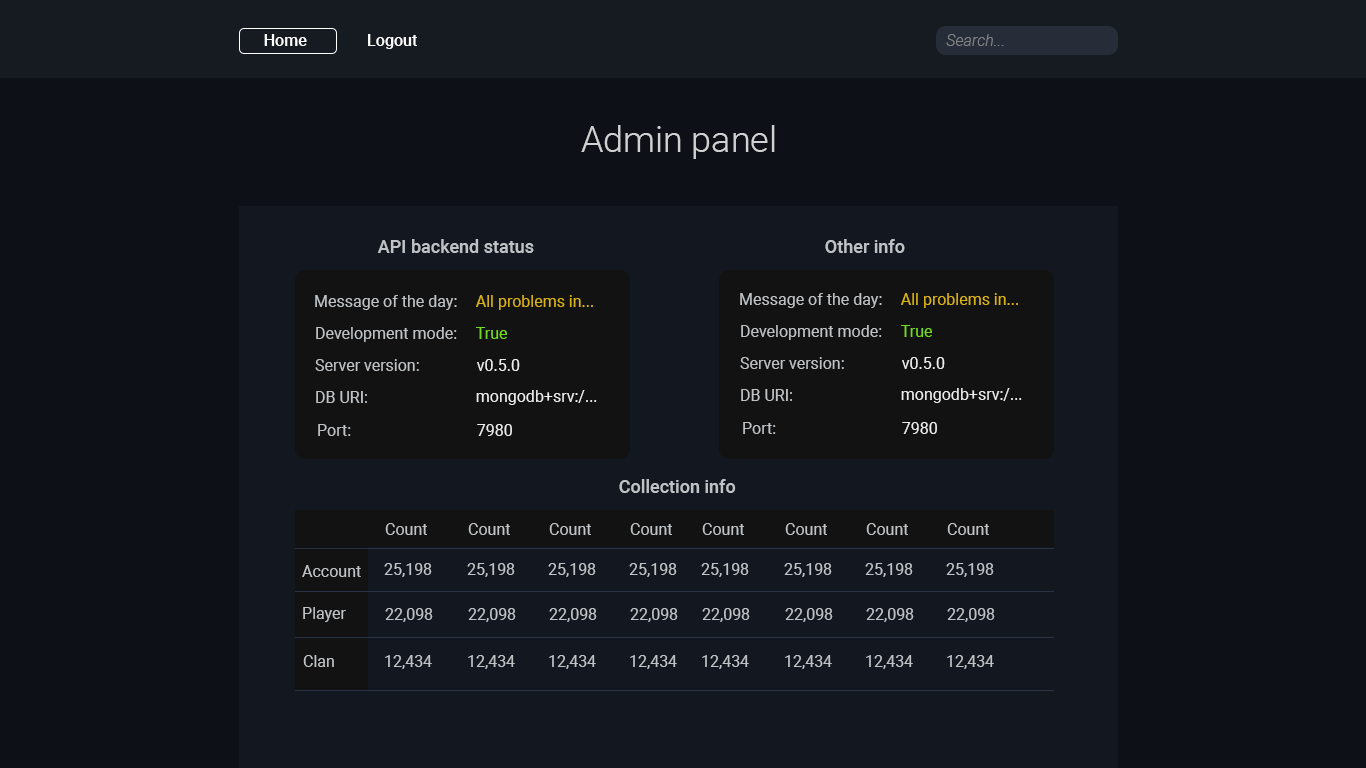 Home Logout Search...
Admin panel
API backend status
Message of the day: All problems in...
Development mode: True
Server version: v0.5.0
DB URI: mongodb+srv:/...
Port: 7980
Other info
Message of the day: All problems in...
Development mode: True
Server version: v0.5.0
DB URI: mongodb+srv:/...
Port: 7980
Collection info
Count Count Count Count Count Count Count Count
Account 25,198 25,198 25,198 25,198 25,198 25,198 25,198 25,198
Player 22,098 22,098 22,098 22,098 22,098 22,098 22,098 22,098
Clan 12,434 12,434 12,434 12,434 12,434 12,434 12,434 12,434